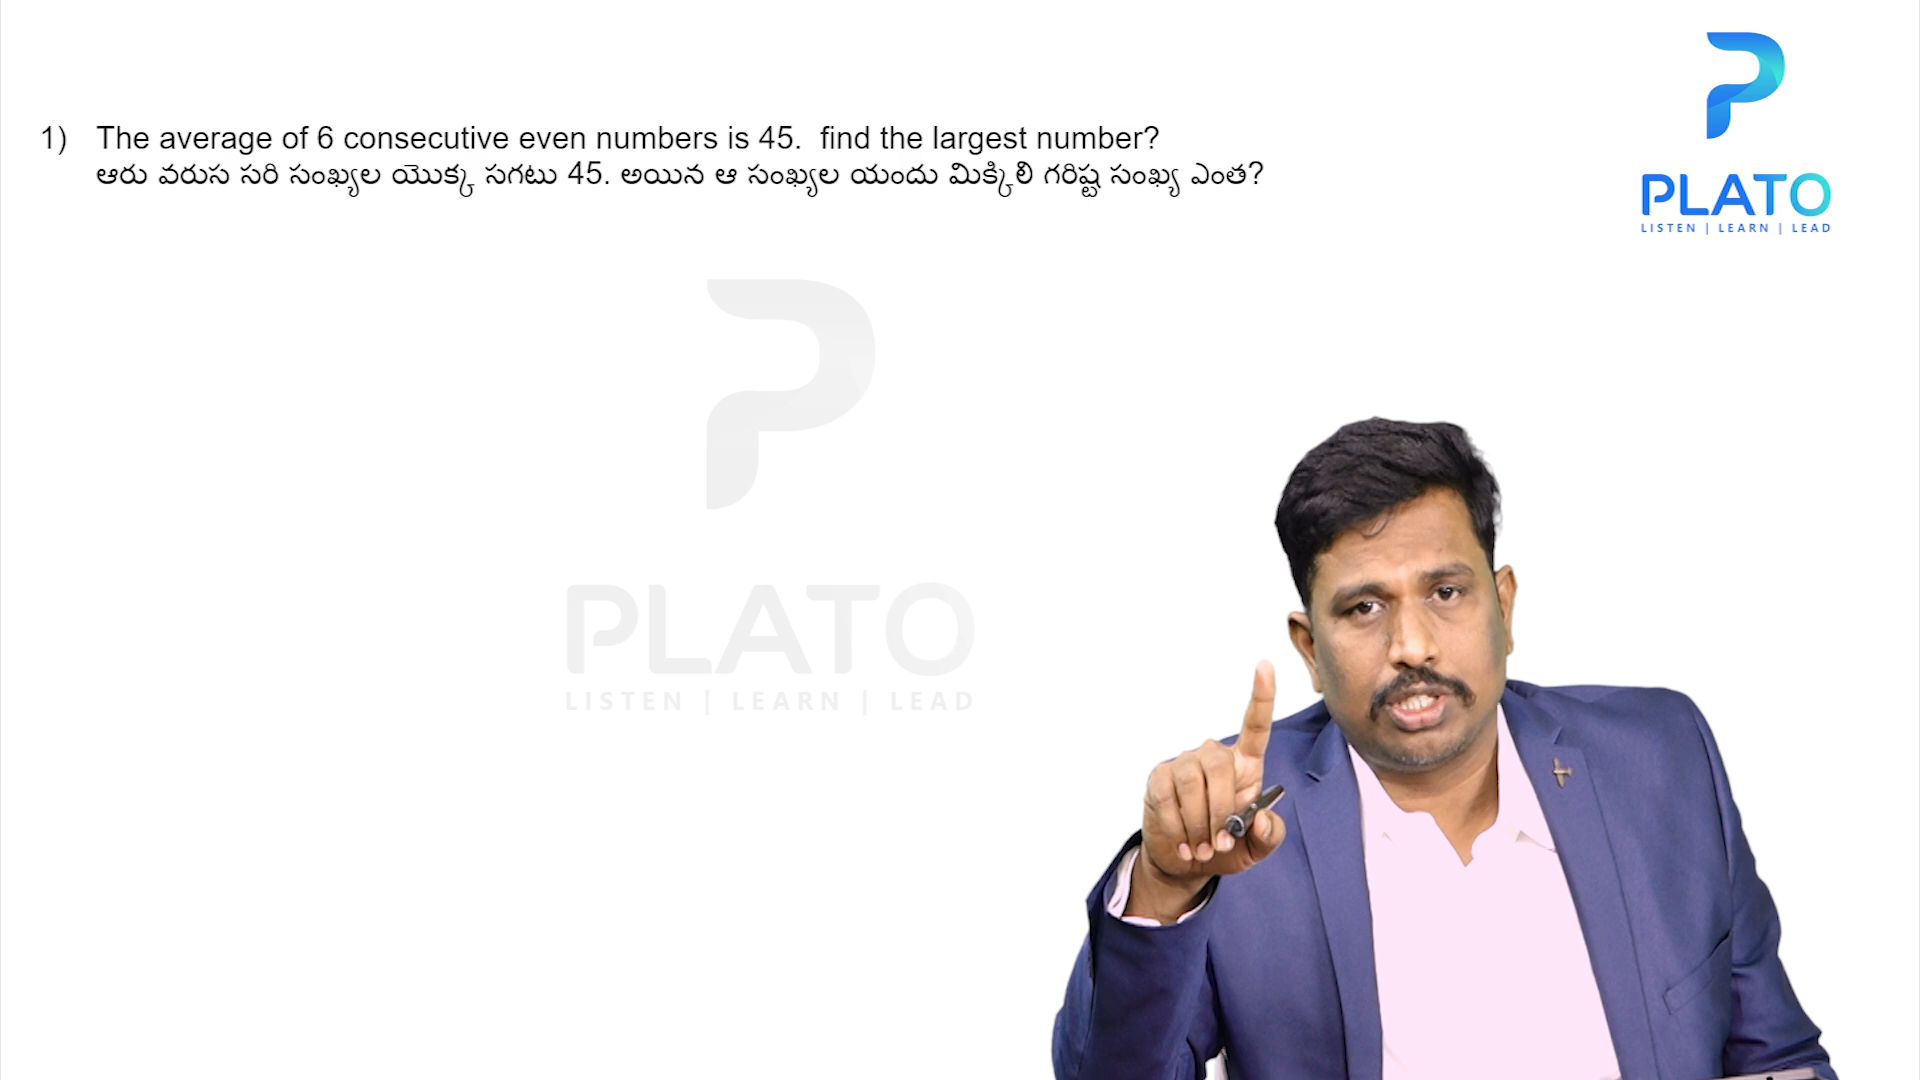 1) The average of 6 consecutive even numbers is 45. find the largest number?
ఆరు వరుస సరి సంఖ్యల యొక్క సగటు 45. అయిన ఆ సంఖ్యల యందు మిక్కిలి గరిష్ట సంఖ్య ఎంత?
PLATO
LISTEN | LEARN | LEAD
PLATO
LISTEN | LEARN | LEAD